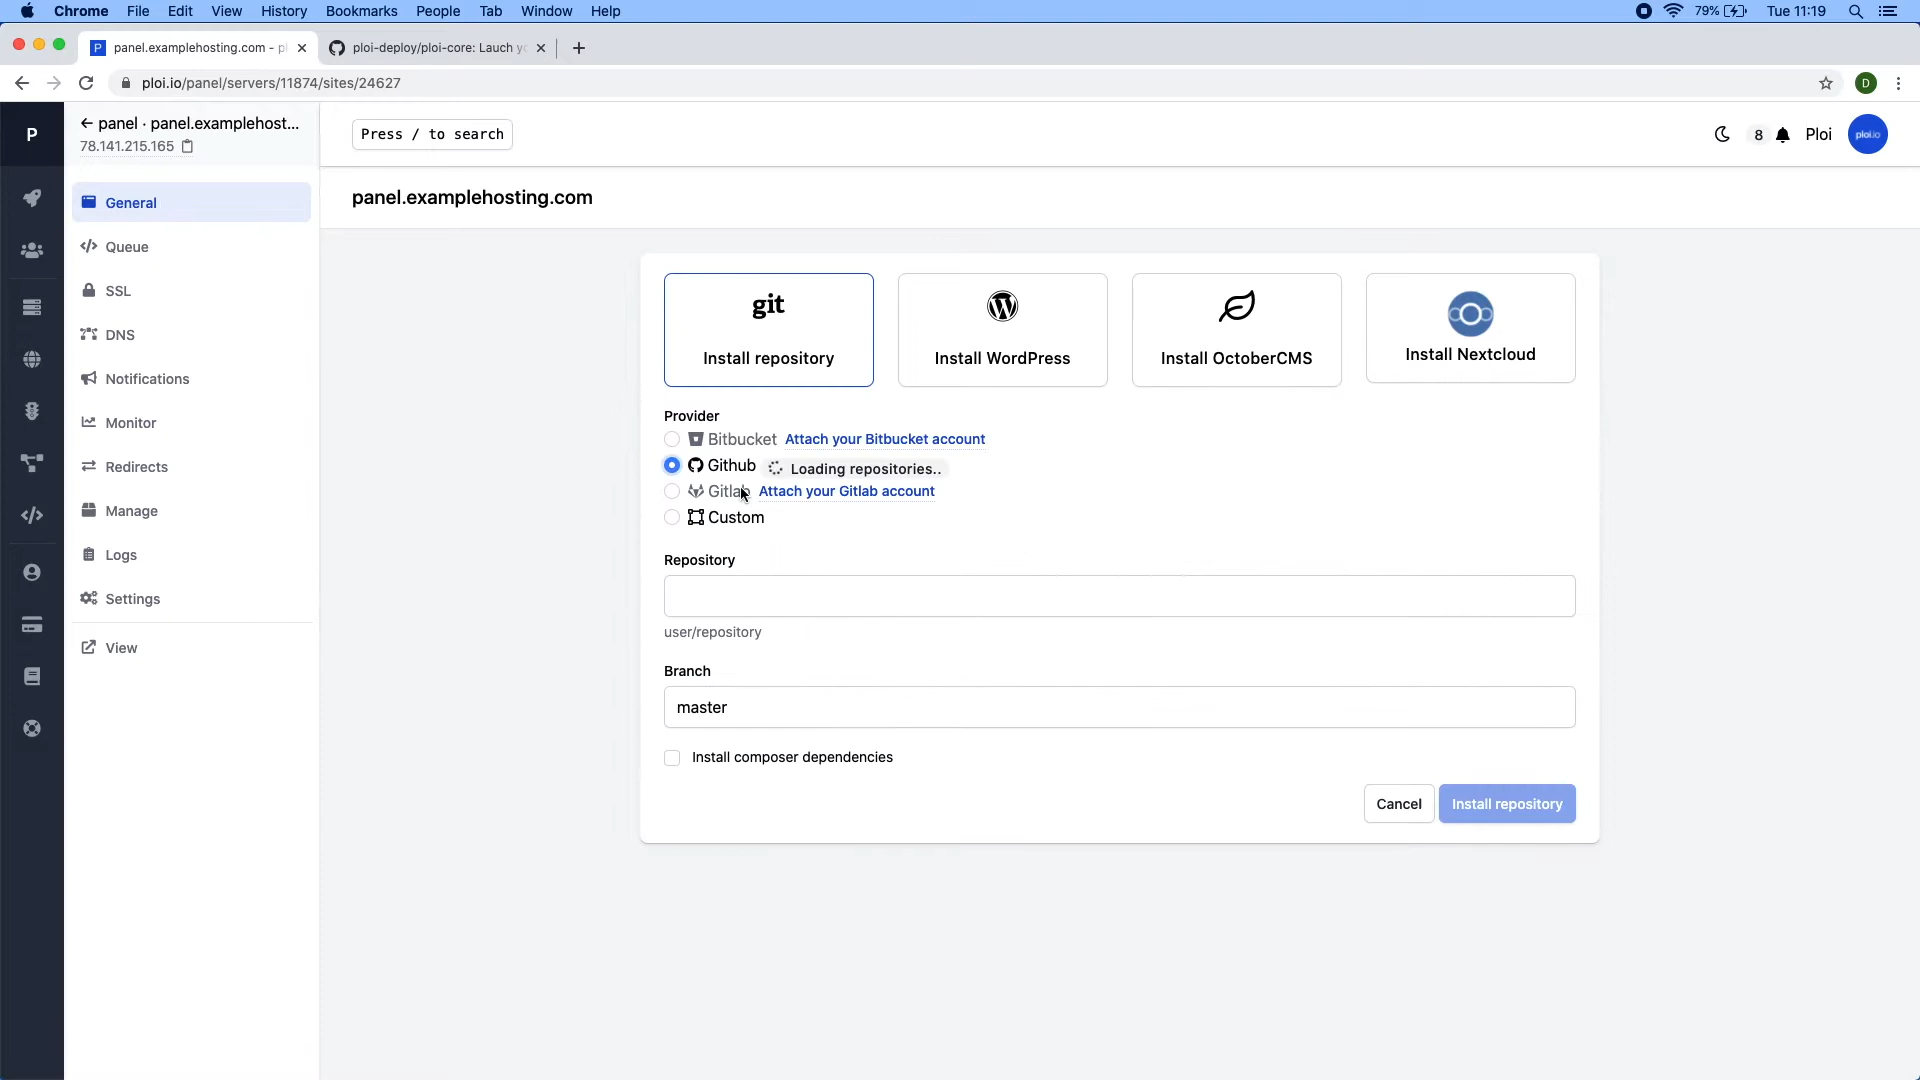 Chrome File Edit View History Bookmarks People Tab Window Help 79% Tue 11:19
P panel.examplehosting.com - pl ploi-deploy/ploi-core: Lauch yo
ploi.io/panel/servers/11874/sites/24627 D
P
← panel · panel.examplehost...
78.141.215.165
Press / to search
8 Ploi ploi.io
General
Queue
SSL
DNS
Notifications
Monitor
Redirects
Manage
Logs
Settings
View
panel.examplehosting.com
git
Install repository
Install WordPress
Install OctoberCMS
Install Nextcloud
Provider
Bitbucket Attach your Bitbucket account
Github Loading repositories..
Gitlab Attach your Gitlab account
Custom
Repository
user/repository
Branch
master
Install composer dependencies
Cancel Install repository